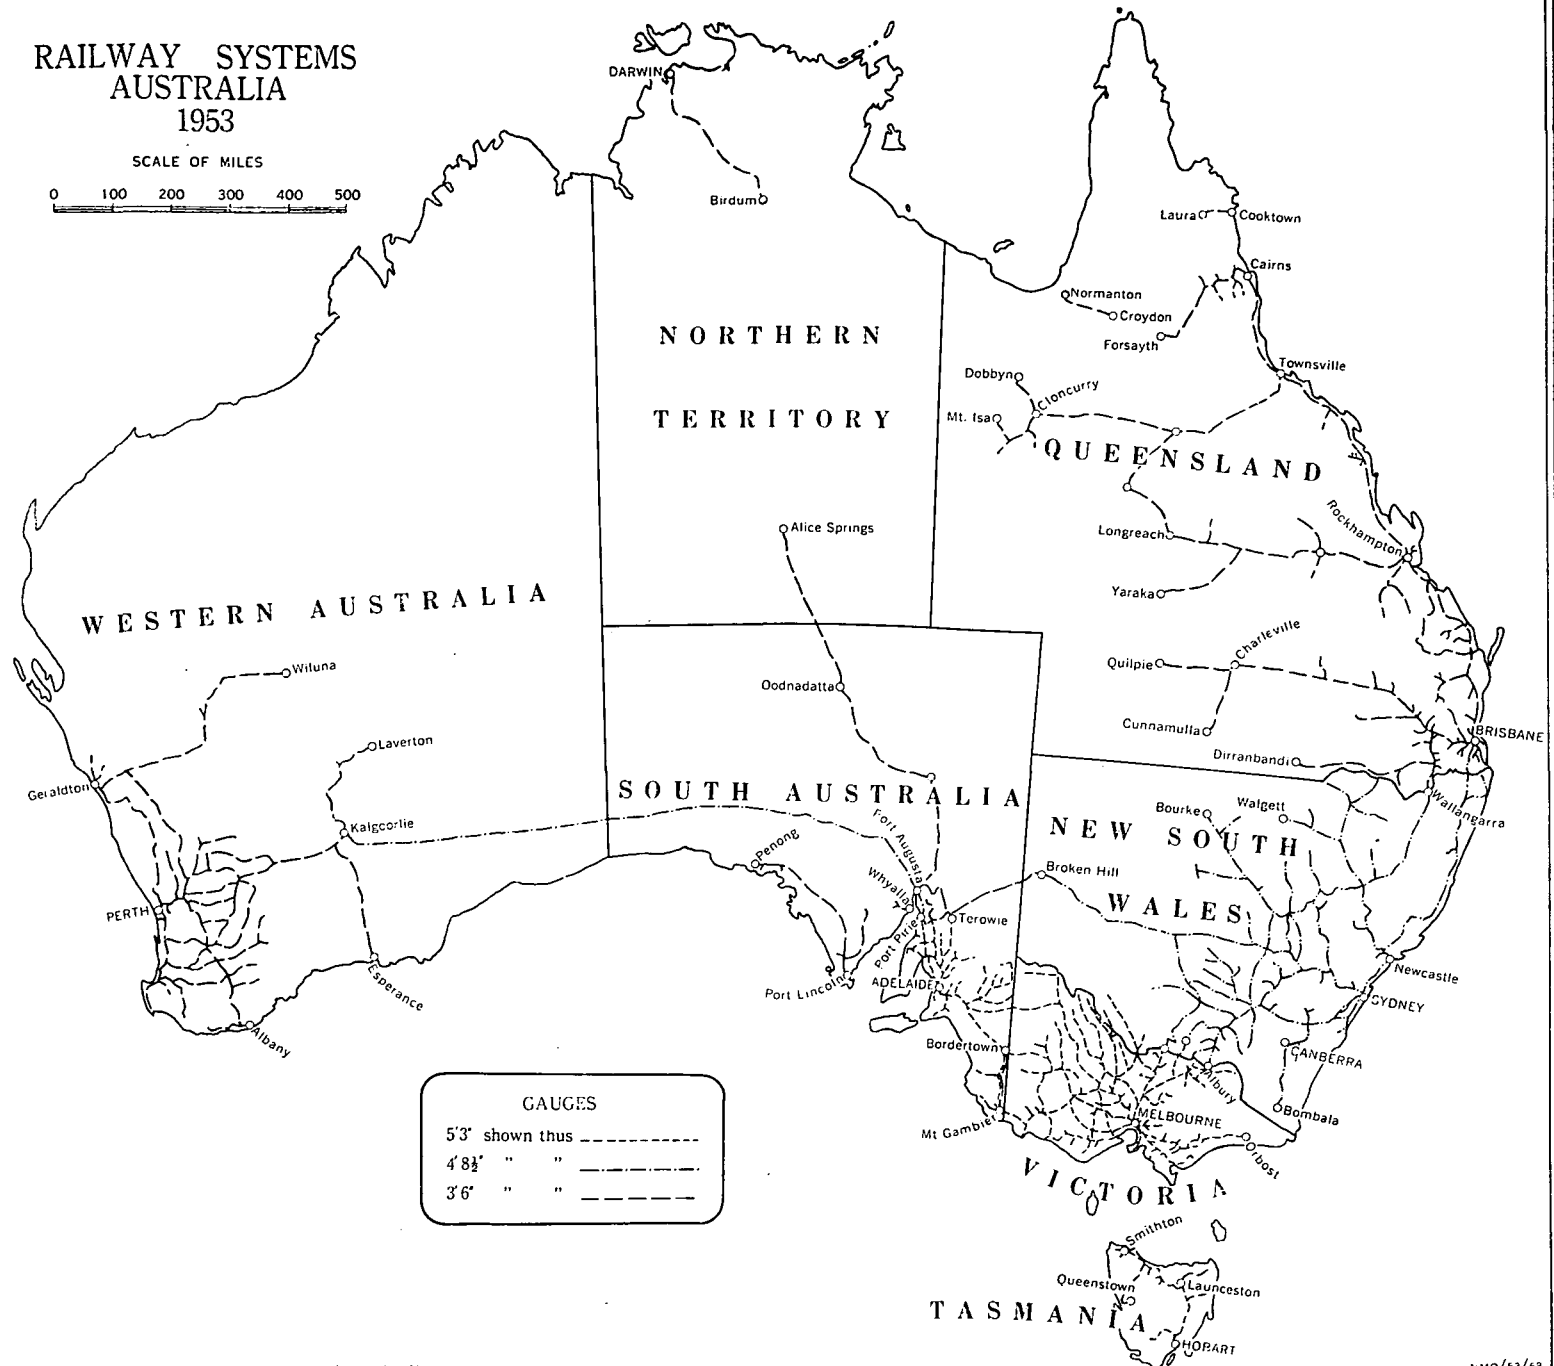 RAILWAY SYSTEMS
AUSTRALIA
1953
SCALE OF MILES
0 100 200 300 400 500
DARWIN
Birdum
Laura Cooktown
Cairns
Normanton
Croydon
Forsayth
NORTHERN
TERRITORY
Townsville
Dobbyn
Cloncurry
Mt. Isa
QUEENSLAND
Rockhampton
Alice Springs
Longreach
Yaraka
WESTERN AUSTRALIA
Charleville
Quilpie
Wiluna
Oodnadatta
Cunnamulla
BRISBANE
Laverton
Dirranbandi
Geraldton
SOUTH AUSTRALIA
Wallangarra
Bourke Walgett
Kalgoorlie
NEW SOUTH
WALES
Penong
Port Augusta
Whyalla
Broken Hill
PERTH
Terowie
Port Pirie
Newcastle
Esperance
Port Lincoln
ADELAIDE
SYDNEY
Albany
Bordertown
CANBERRA
Albury
Bombala
MELBOURNE
Mt Gambier
Orbost
VICTORIA
GAUGES
5'3" shown thus
4'8½" " "
3'6" " "
Smithton
Queenstown
Launceston
TASMANIA
HOBART